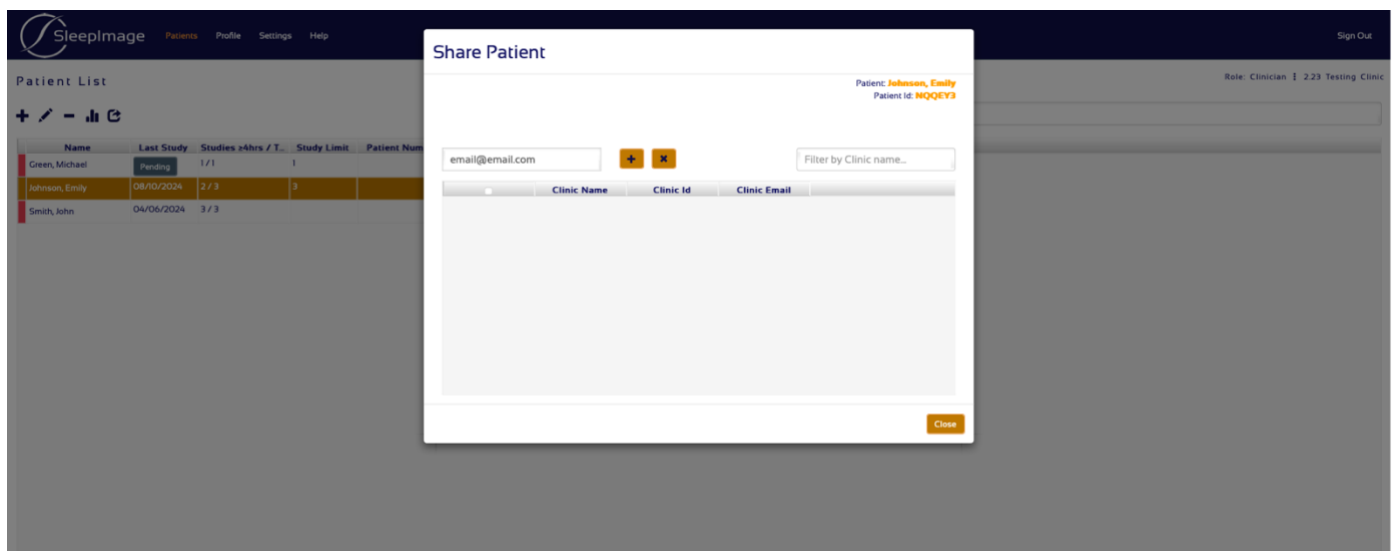 SleepImage Patients Profile Settings Help Sign Out
Share Patient
Patient List
Role: Clinician | 2.23 Testing Clinic
Patient: Johnson, Emily
Patient Id: NQQEY3
Name Last Study Studies ≥4hrs / T... Study Limit Patient Num
Green, Michael Pending 1 / 1 1
Johnson, Emily 08/10/2024 2 / 3 3
Smith, John 04/06/2024 3 / 3
email@email.com Filter by Clinic name...
Clinic Name Clinic Id Clinic Email
Close